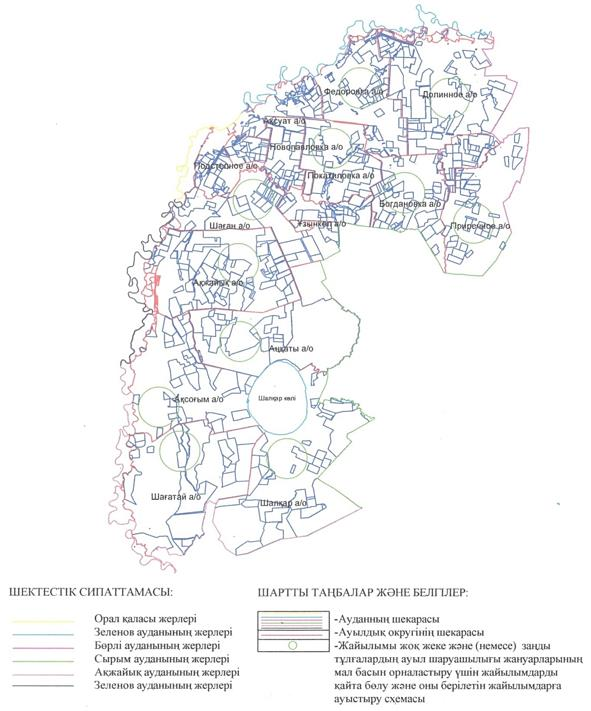 Федоровка а/о
Долинное а/о
Ақсуат а/о
Новопавловка а/о
Подстепное а/о
Покатиловка а/о
Богдановка а/о
Шаған а/о
Ұзынкөл а/о
Приречное а/о
Ақжайық а/о
Аңқаты а/о
Ақсоғым а/о
Шалқар көлі
Шағатай а/о
Шалқар а/о
ШЕКТЕСТІК СИПАТТАМАСЫ:
Орал қаласы жерлері
Зеленов ауданының жерлері
Бөрлі ауданының жерлері
Сырым ауданының жерлері
Ақжайық ауданының жерлері
Зеленов ауданының жерлері
ШАРТТЫ ТАҢБАЛАР ЖӘНЕ БЕЛГІЛЕР:
-Ауданның шекарасы
-Ауылдық округінің шекарасы
-Жайылымы жоқ жеке және (немесе) заңды
тұлғалардың ауыл шаруашылығы жануарларының
мал басын орналастыру үшін жайылымдарды
қайта бөлу және оны берілетін жайылымдарға
ауыстыру сұемасы